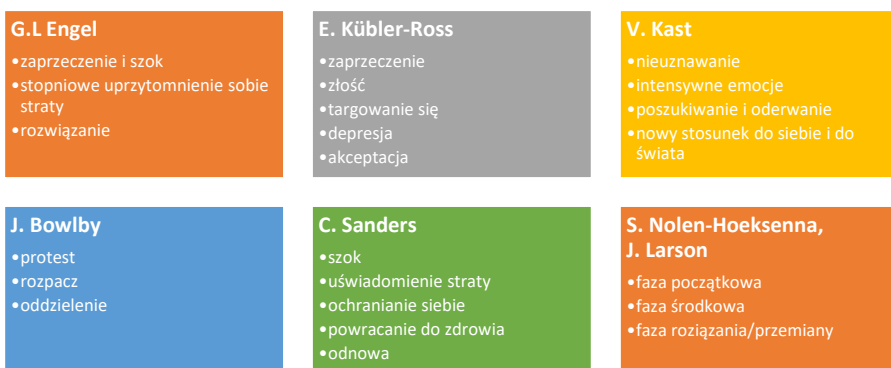 G.L Engel
•zaprzeczenie i szok
•stopniowe uprzytomnienie sobie
straty
•rozwiązanie
E. Kübler-Ross
•zaprzeczenie
•złość
•targowanie się
•depresja
•akceptacja
V. Kast
•nieuznawanie
•intensywne emocje
•poszukiwanie i oderwanie
•nowy stosunek do siebie i do
świata
J. Bowlby
•protest
•rozpacz
•oddzielenie
C. Sanders
•szok
•uświadomienie straty
•ochranianie siebie
•powracanie do zdrowia
•odnowa
S. Nolen-Hoeksenna,
J. Larson
•faza początkowa
•faza środkowa
•faza roziązania/przemiany